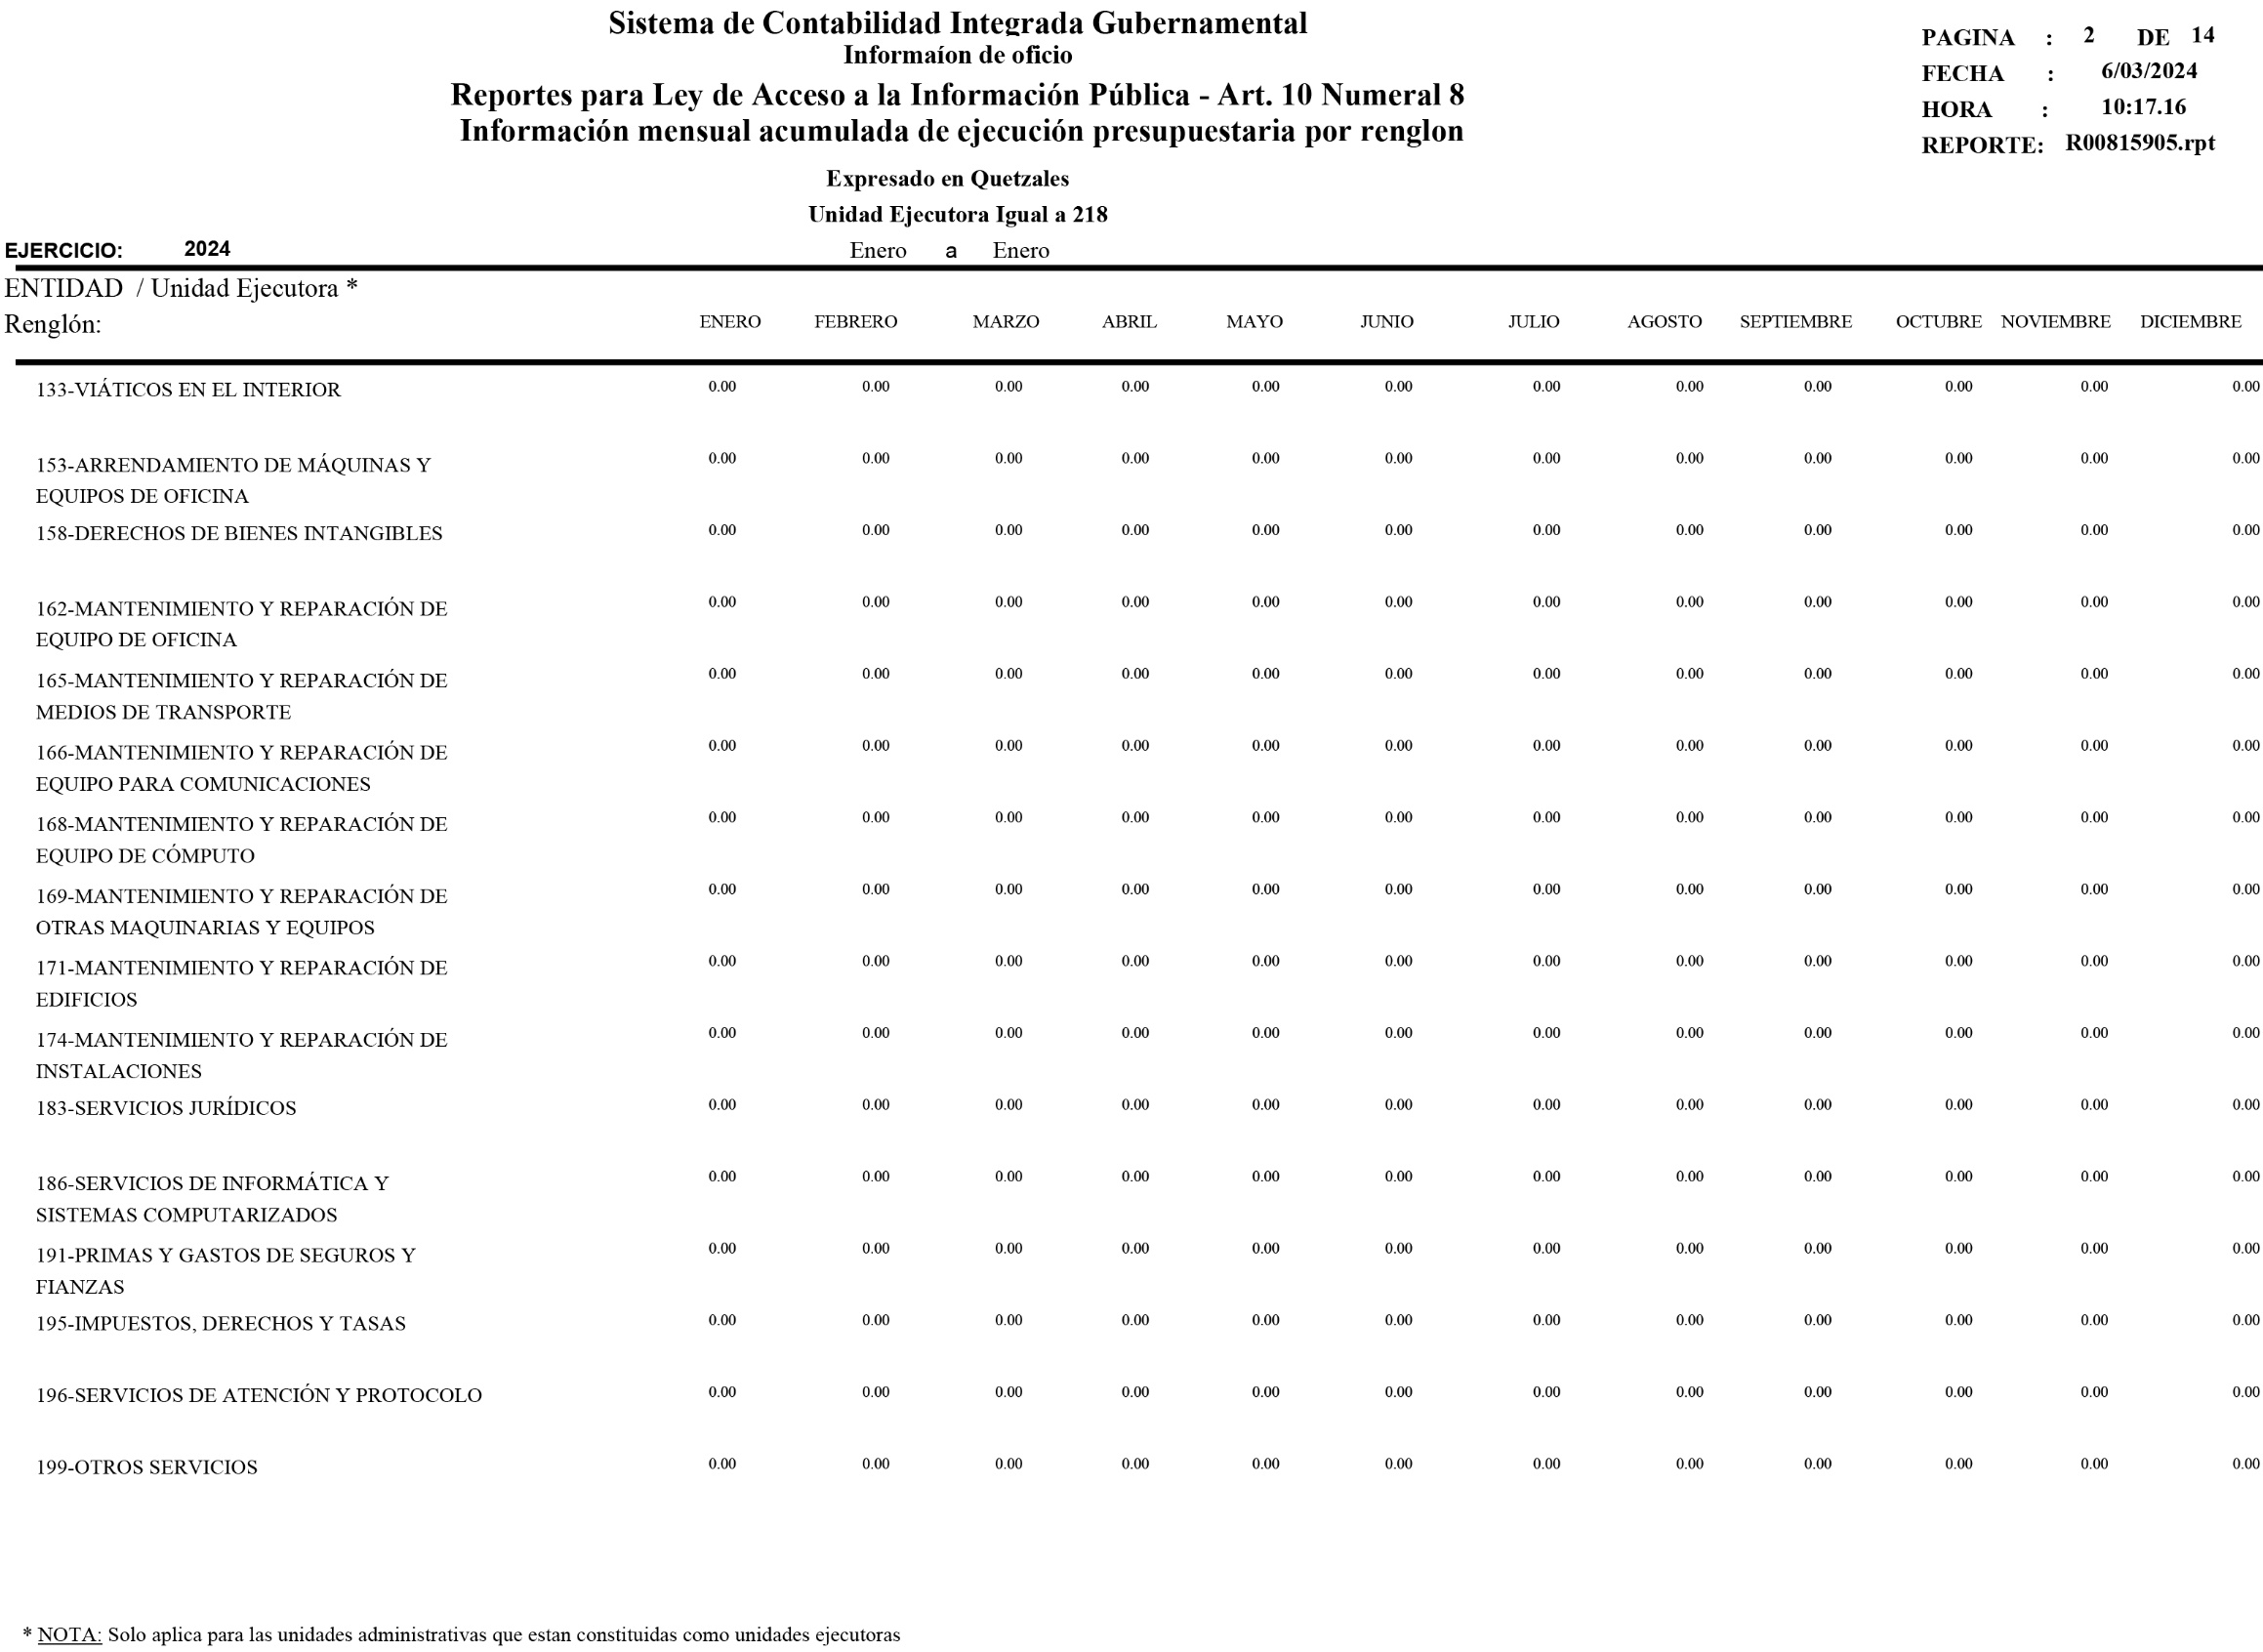 Sistema de Contabilidad Integrada Gubernamental
Informaíon de oficio
Reportes para Ley de Acceso a la Información Pública - Art. 10 Numeral 8
Información mensual acumulada de ejecución presupuestaria por renglon
Expresado en Quetzales
Unidad Ejecutora Igual a 218
PAGINA : 2 DE 14
FECHA : 6/03/2024
HORA : 10:17.16
REPORTE: R00815905.rpt
EJERCICIO: 2024 Enero a Enero
ENTIDAD / Unidad Ejecutora *
Renglón: ENERO FEBRERO MARZO ABRIL MAYO JUNIO JULIO AGOSTO SEPTIEMBRE OCTUBRE NOVIEMBRE DICIEMBRE
133-VIÁTICOS EN EL INTERIOR 0.00 0.00 0.00 0.00 0.00 0.00 0.00 0.00 0.00 0.00 0.00 0.00
153-ARRENDAMIENTO DE MÁQUINAS Y 0.00 0.00 0.00 0.00 0.00 0.00 0.00 0.00 0.00 0.00 0.00 0.00
EQUIPOS DE OFICINA
158-DERECHOS DE BIENES INTANGIBLES 0.00 0.00 0.00 0.00 0.00 0.00 0.00 0.00 0.00 0.00 0.00 0.00
162-MANTENIMIENTO Y REPARACIÓN DE 0.00 0.00 0.00 0.00 0.00 0.00 0.00 0.00 0.00 0.00 0.00 0.00
EQUIPO DE OFICINA
165-MANTENIMIENTO Y REPARACIÓN DE 0.00 0.00 0.00 0.00 0.00 0.00 0.00 0.00 0.00 0.00 0.00 0.00
MEDIOS DE TRANSPORTE
166-MANTENIMIENTO Y REPARACIÓN DE 0.00 0.00 0.00 0.00 0.00 0.00 0.00 0.00 0.00 0.00 0.00 0.00
EQUIPO PARA COMUNICACIONES
168-MANTENIMIENTO Y REPARACIÓN DE 0.00 0.00 0.00 0.00 0.00 0.00 0.00 0.00 0.00 0.00 0.00 0.00
EQUIPO DE CÓMPUTO
169-MANTENIMIENTO Y REPARACIÓN DE 0.00 0.00 0.00 0.00 0.00 0.00 0.00 0.00 0.00 0.00 0.00 0.00
OTRAS MAQUINARIAS Y EQUIPOS
171-MANTENIMIENTO Y REPARACIÓN DE 0.00 0.00 0.00 0.00 0.00 0.00 0.00 0.00 0.00 0.00 0.00 0.00
EDIFICIOS
174-MANTENIMIENTO Y REPARACIÓN DE 0.00 0.00 0.00 0.00 0.00 0.00 0.00 0.00 0.00 0.00 0.00 0.00
INSTALACIONES
183-SERVICIOS JURÍDICOS 0.00 0.00 0.00 0.00 0.00 0.00 0.00 0.00 0.00 0.00 0.00 0.00
186-SERVICIOS DE INFORMÁTICA Y 0.00 0.00 0.00 0.00 0.00 0.00 0.00 0.00 0.00 0.00 0.00 0.00
SISTEMAS COMPUTARIZADOS
191-PRIMAS Y GASTOS DE SEGUROS Y 0.00 0.00 0.00 0.00 0.00 0.00 0.00 0.00 0.00 0.00 0.00 0.00
FIANZAS
195-IMPUESTOS, DERECHOS Y TASAS 0.00 0.00 0.00 0.00 0.00 0.00 0.00 0.00 0.00 0.00 0.00 0.00
196-SERVICIOS DE ATENCIÓN Y PROTOCOLO 0.00 0.00 0.00 0.00 0.00 0.00 0.00 0.00 0.00 0.00 0.00 0.00
199-OTROS SERVICIOS 0.00 0.00 0.00 0.00 0.00 0.00 0.00 0.00 0.00 0.00 0.00 0.00
* NOTA: Solo aplica para las unidades administrativas que estan constituidas como unidades ejecutoras